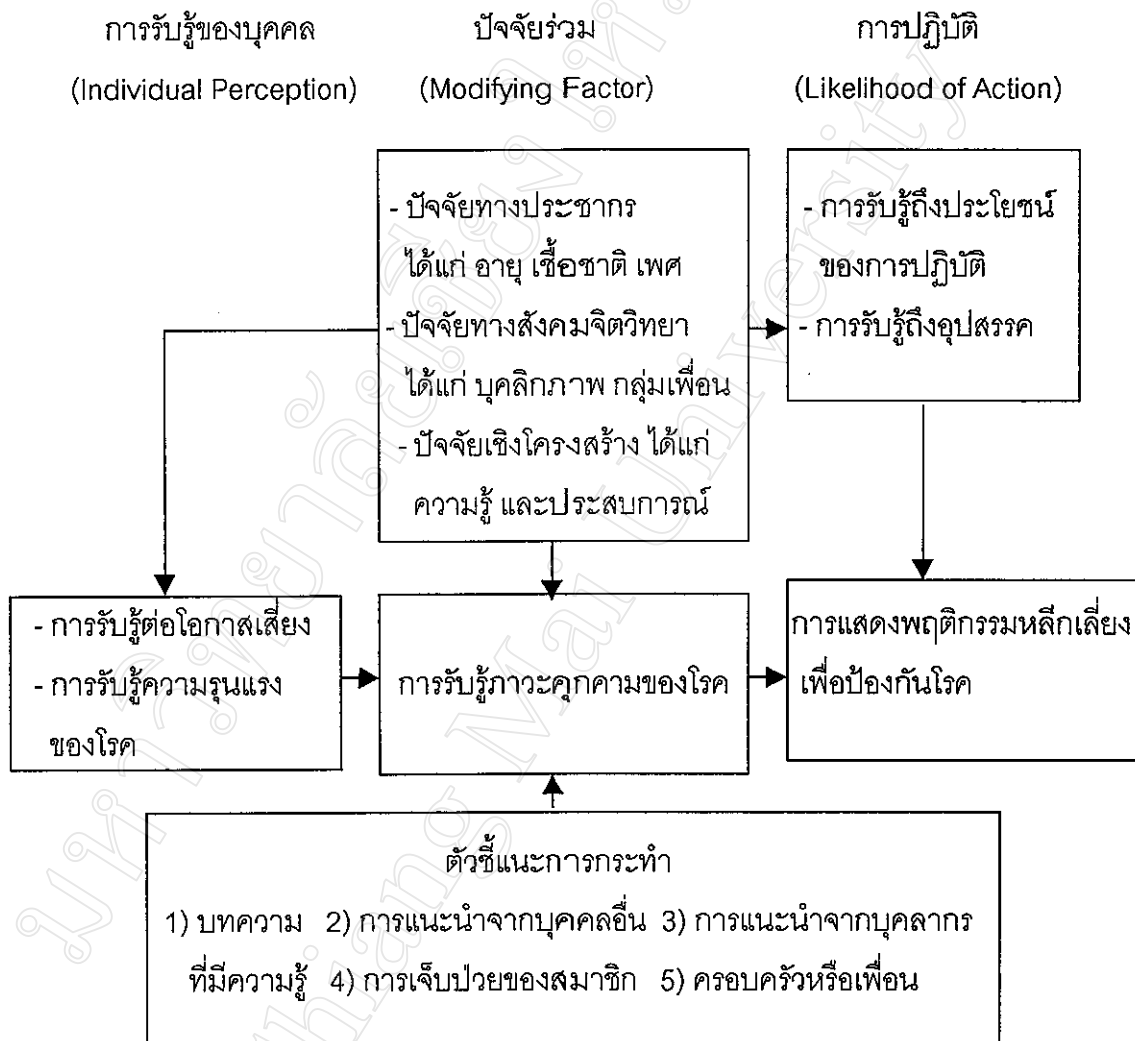 การรับรู้ของบุคคล
(Individual Perception)
ปัจจัยร่วม
(Modifying Factor)
การปฏิบัติ
(Likelihood of Action)
- ปัจจัยทางประชากร
ได้แก่ อายุ เชื้อชาติ เพศ
- ปัจจัยทางสังคมจิตวิทยา
ได้แก่ บุคลิกภาพ กลุ่มเพื่อน
- ปัจจัยเชิงโครงสร้าง ได้แก่
ความรู้ และประสบการณ์
- การรับรู้ถึงประโยชน์
ของการปฏิบัติ
- การรับรู้ถึงอุปสรรค
- การรับรู้ต่อโอกาสเสี่ยง
- การรับรู้ความรุนแรง
ของโรค
การรับรู้ภาวะคุกคามของโรค
การแสดงพฤติกรรมหลีกเลี่ยง
เพื่อป้องกันโรค
ตัวชี้แนะการกระทำ
1) บทความ 2) การแนะนำจากบุคคลอื่น 3) การแนะนำจากบุคลากร
ที่มีความรู้ 4) การเจ็บป่วยของสมาชิก 5) ครอบครัวหรือเพื่อน
มหาวิทยาลัยเชียงใหม่
Chiang Mai University